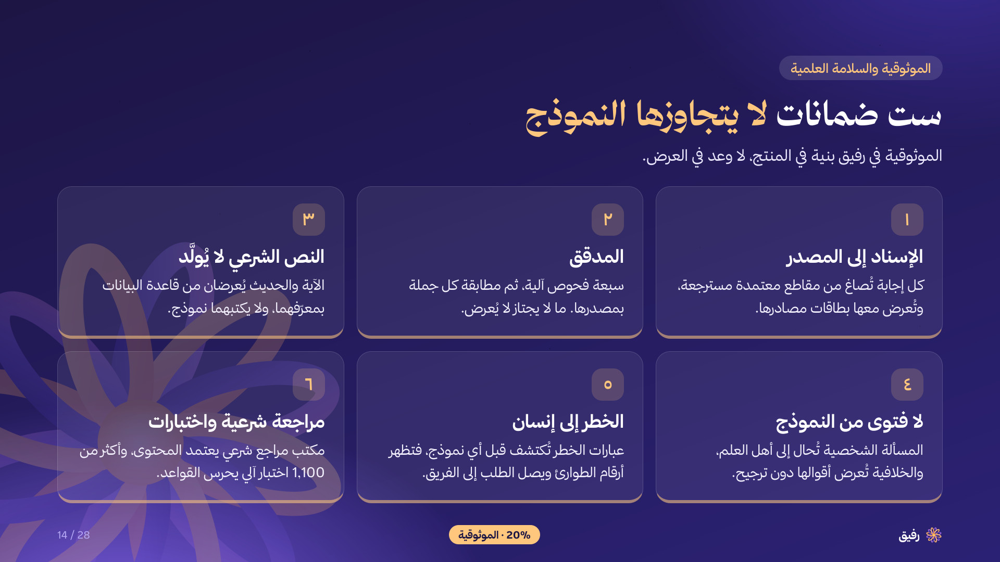 الموثوقية والسلامة العلمية
ست ضمانات لا يتجاوزها النموذج
الموثوقية في رفيق بنية في المنتج، لا وعد في العرض.
١
الإسناد إلى المصدر
كل إجابة تُصاغ من مقاطع معتمدة مسترجعة،
وتُعرض معها بطاقات مصادرها.
٢
المدقق
سبعة فحوص آلية، ثم مطابقة كل جملة
بمصدرها. ما لا يجتاز لا يُعرض.
٣
النص الشرعي لا يُولَّد
الآية والحديث يُعرضان من قاعدة البيانات
بمعرّفهما، ولا يكتبهما نموذج.
٤
لا فتوى من النموذج
المسألة الشخصية تُحال إلى أهل العلم،
والخلافية تُعرض أقوالها دون ترجيح.
٥
الخطر إلى إنسان
عبارات الخطر تُكتشف قبل أي نموذج، فتظهر
أرقام الطوارئ ويصل الطلب إلى الفريق.
٦
مراجعة شرعية واختبارات
مكتب مراجع شرعي يعتمد المحتوى، وأكثر من
1,100 اختبار آلي يحرس القواعد.
رفيق
20% · الموثوقية
14 / 28